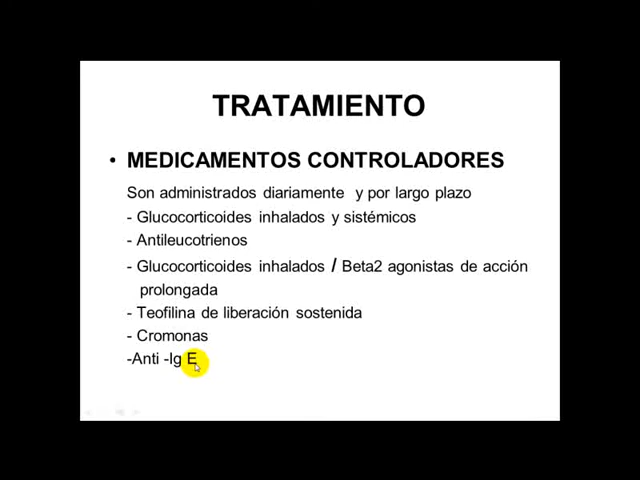 TRATAMIENTO
• MEDICAMENTOS CONTROLADORES
Son administrados diariamente y por largo plazo
- Glucocorticoides inhalados y sistémicos
- Antileucotrienos
- Glucocorticoides inhalados / Beta2 agonistas de acción
prolongada
- Teofilina de liberación sostenida
- Cromonas
-Anti -Ig E